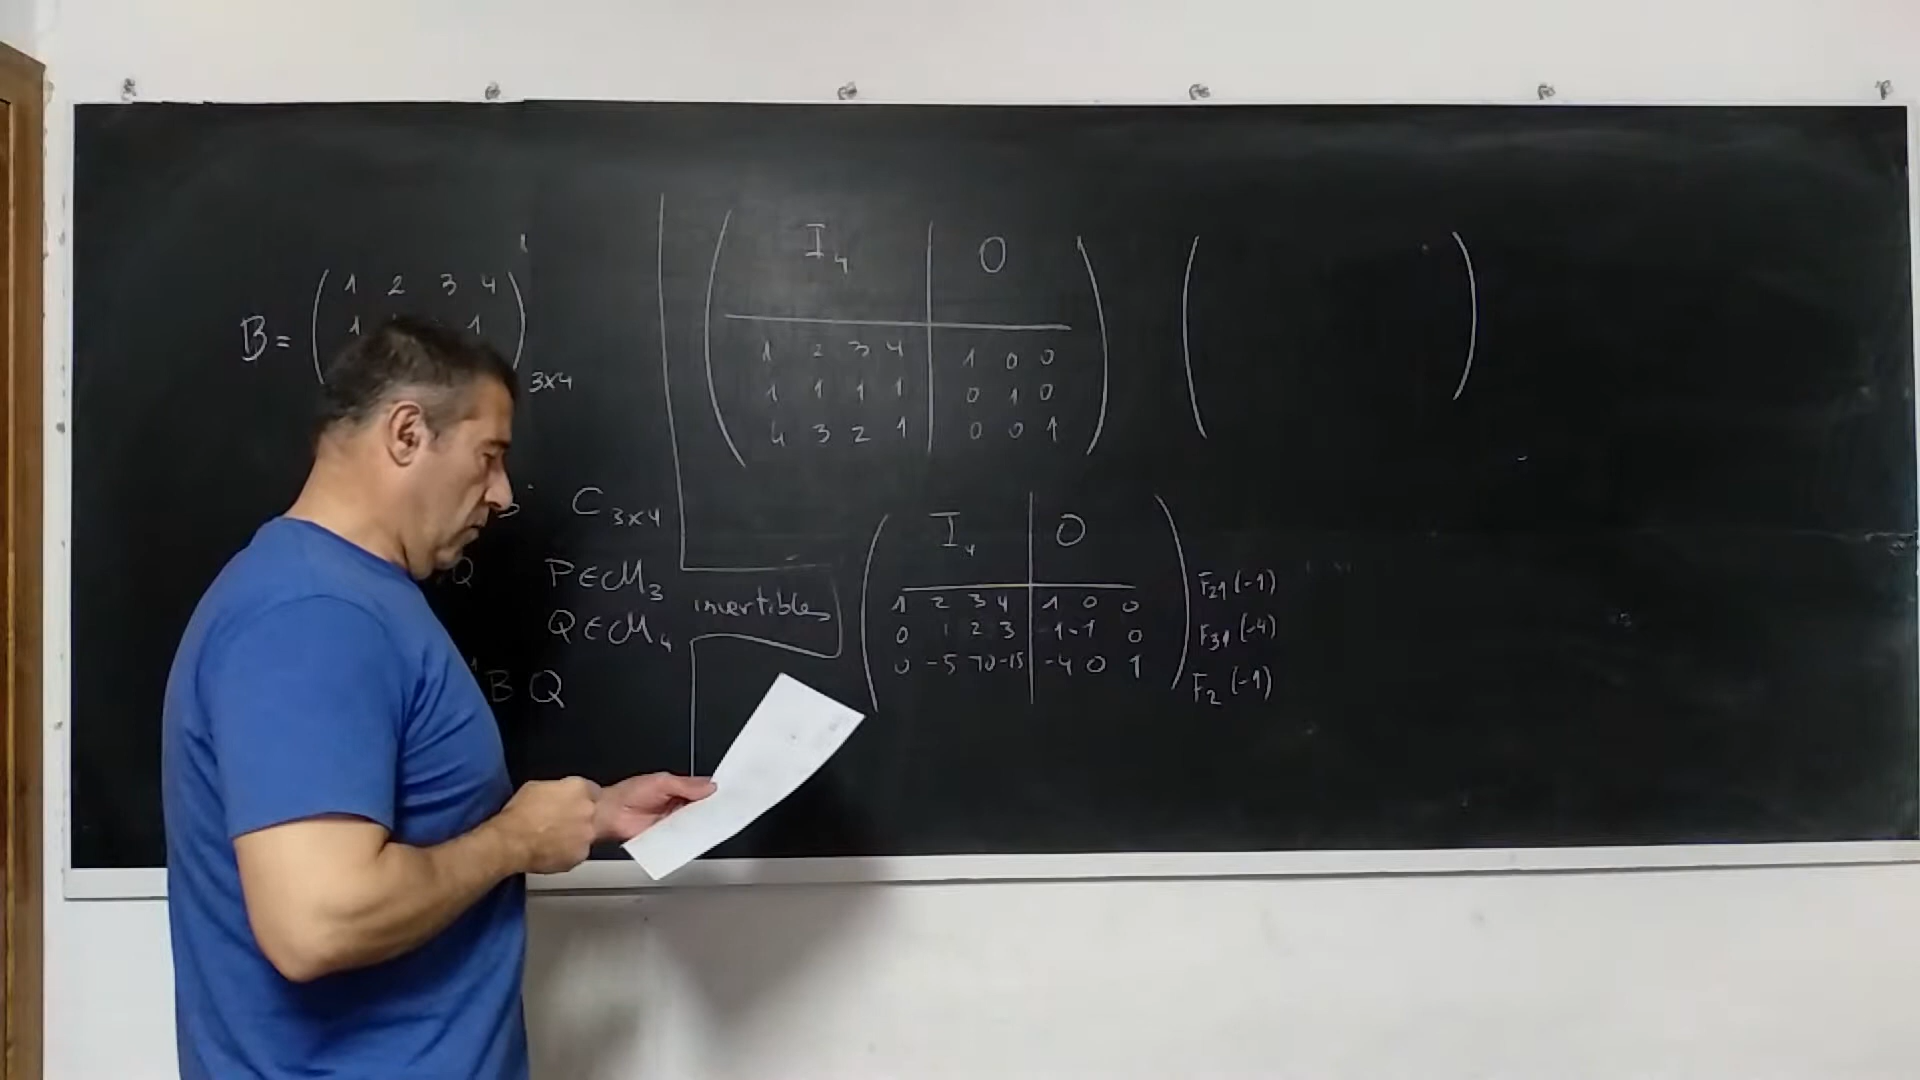 B = ( 1 2 3 4 )
1 1
3x4
C 3x4
Q P∈M3
Q∈M4
invertibles
B Q
I4 | 0
1 2 3 4 | 1 0 0
1 1 1 1 | 0 1 0
4 3 2 1 | 0 0 1
I4 | 0
1 2 3 4 | 1 0 0 F21(-1)
0 1 2 3 | 1 -1 0 F31(-4)
0 -5 -10 -15 | -4 0 1 F2(-1)